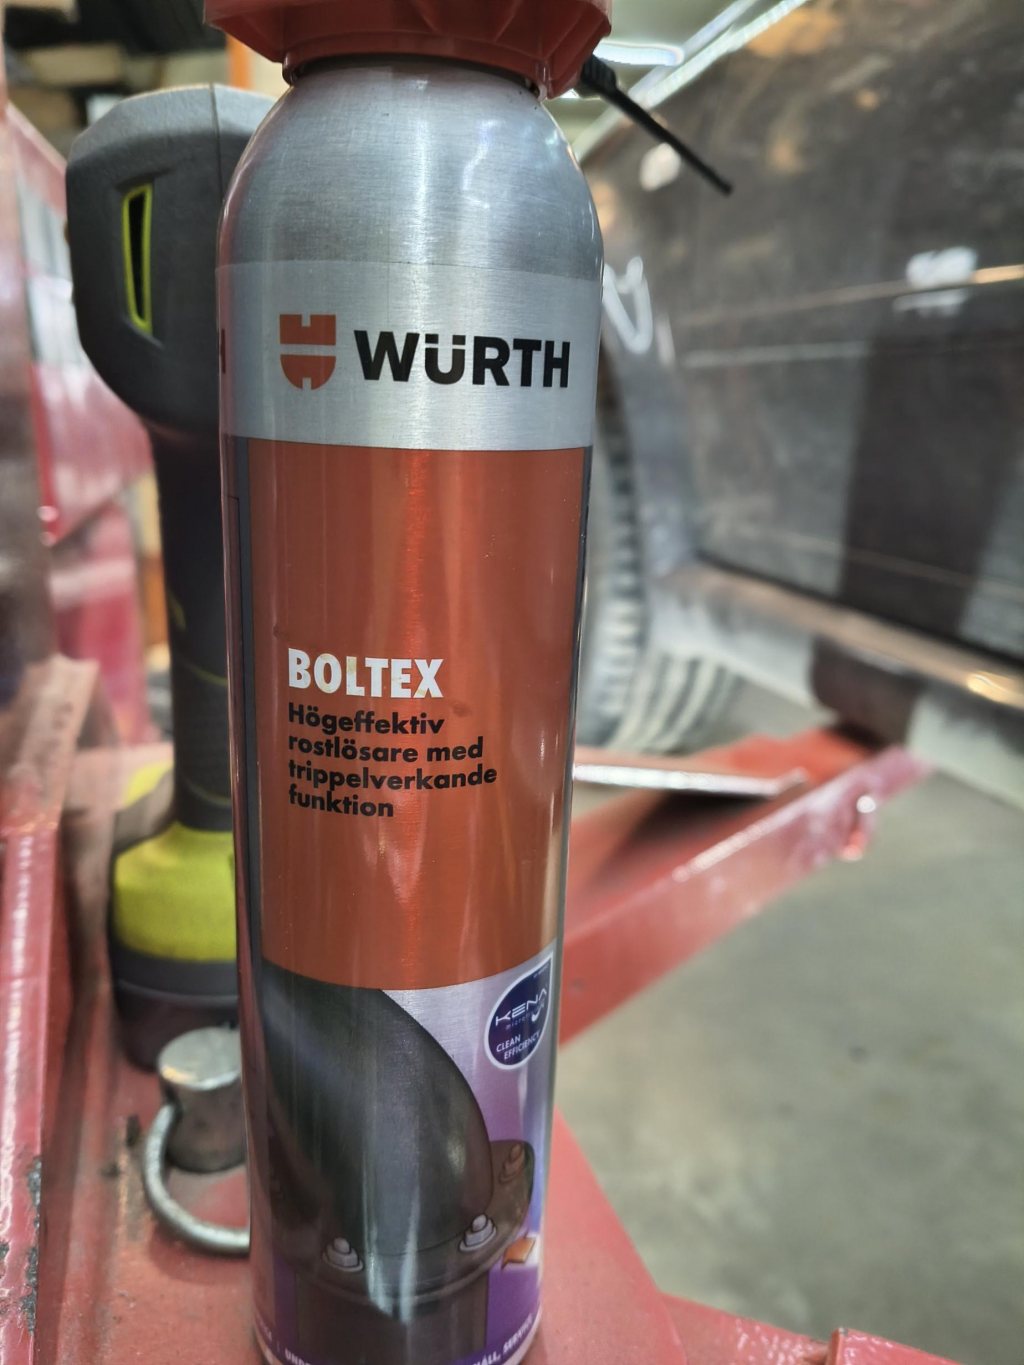 WÜRTH
BOLTEX
Högeffektiv
rostlösare med
trippelverkande
funktion
KENA
CLEAN
EFFICIENCY